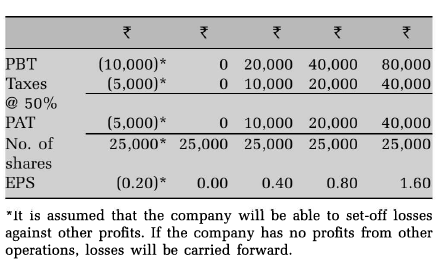 ₹ ₹ ₹ ₹ ₹
PBT (10,000)* 0 20,000 40,000 80,000
Taxes (5,000)* 0 10,000 20,000 40,000
@ 50%
PAT (5,000)* 0 10,000 20,000 40,000
No. of 25,000* 25,000 25,000 25,000 25,000
shares
EPS (0.20)* 0.00 0.40 0.80 1.60
*It is assumed that the company will be able to set-off losses
against other profits. If the company has no profits from other
operations, losses will be carried forward.